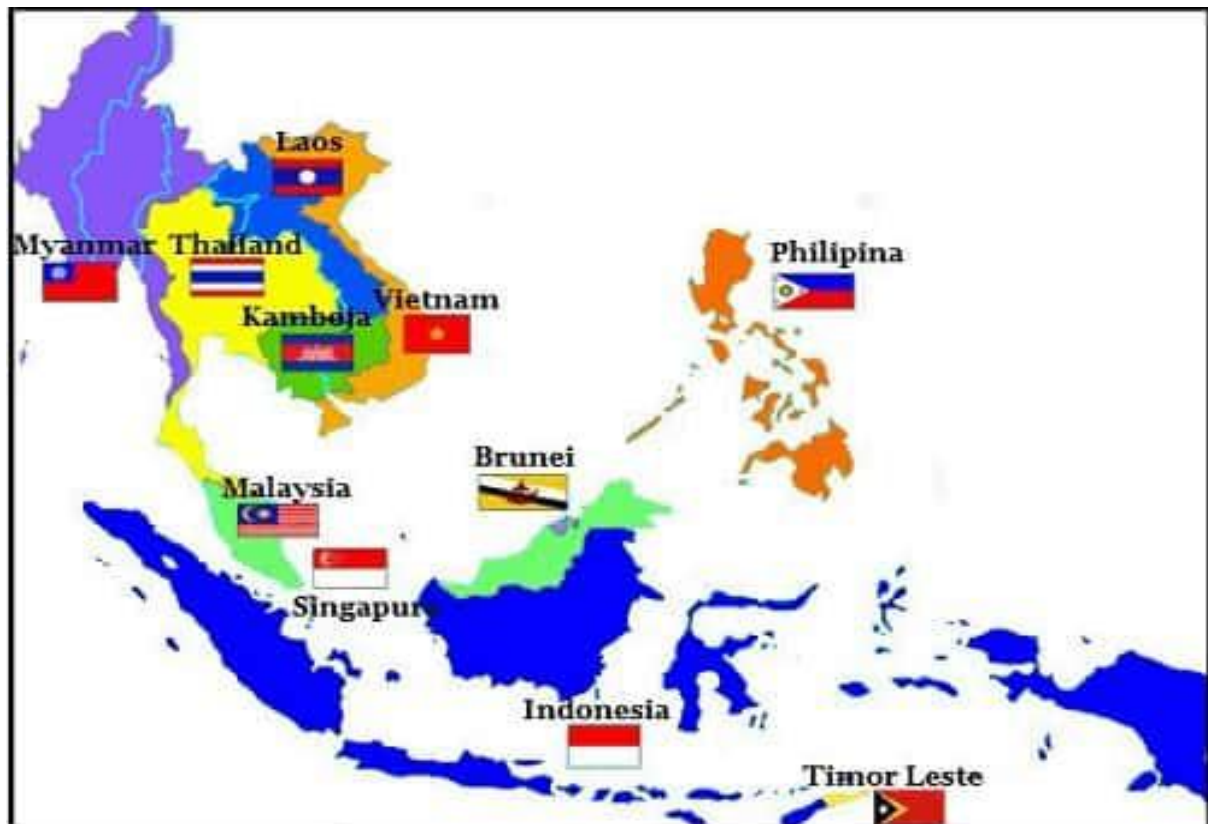 Laos
Myanmar
Thailand
Philipina
Vietnam
Kamboja
Brunei
Malaysia
Singapura
Indonesia
Timor Leste